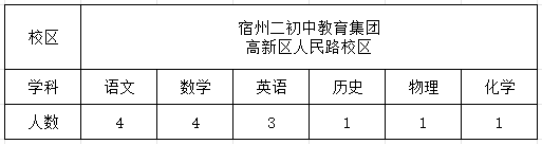 校区
宿州二初中教育集团
高新区人民路校区
学科 语文 数学 英语 历史 物理 化学
人数 4 4 3 1 1 1